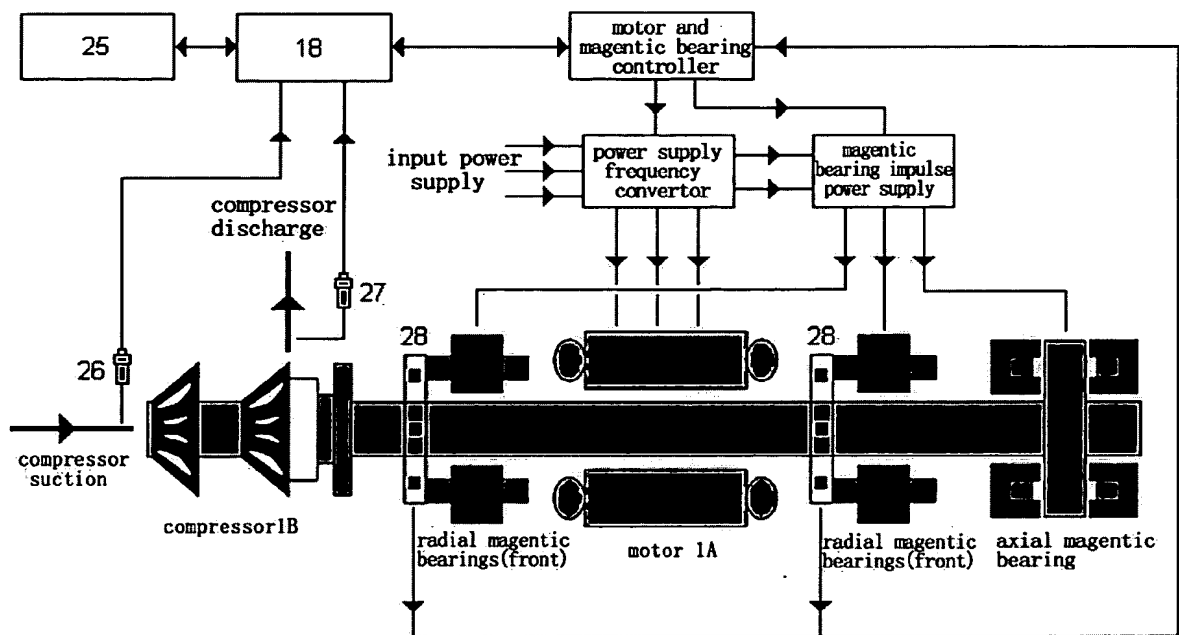 25
18
motor and
magentic bearing
controller
input power
supply
power supply
frequency
convertor
magentic
bearing impulse
power supply
compressor
discharge
27
26
28
28
compressor
suction
compressor1B
radial magentic
bearings(front)
motor 1A
radial magentic
bearings(front)
axial magentic
bearing